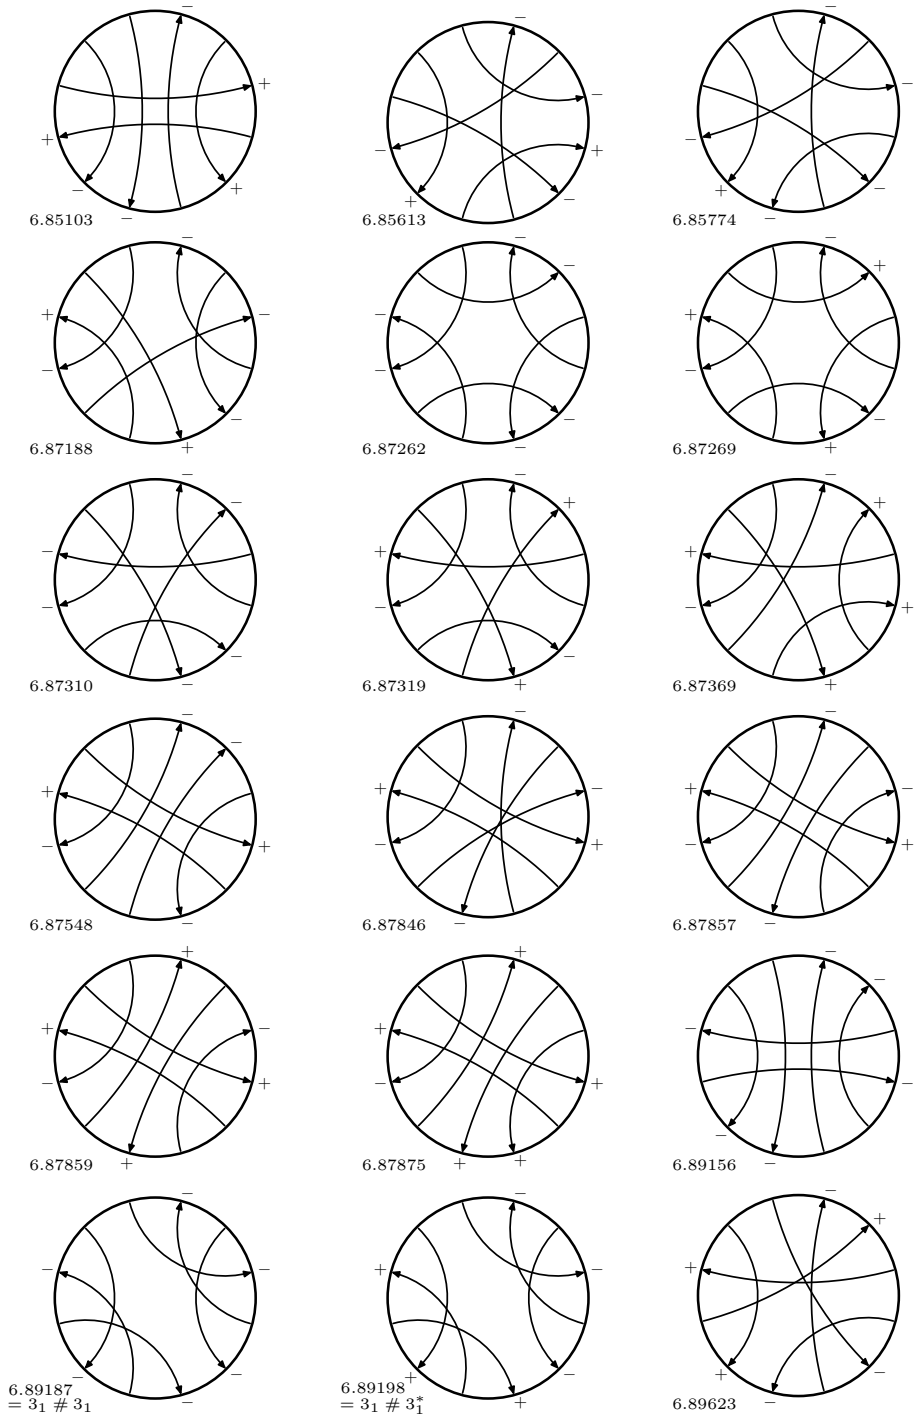 − −
−
+ −
−
+ −
− +
− + + −
+ −
6.85103 − 6.85613 6.85774 −
− − −
− +
+ − − − +
− − −
− − −
6.87188 + 6.87262 − 6.87269 +
− − −
− + +
− + +
− − − +
− −
6.87310 − 6.87319 + 6.87369 +
− − −
−
+ + − + −
− + − + − +
6.87548 − 6.87846 − 6.87857 −
+ + −
−
+ − + −
− + − + −
−
6.87859 + 6.87875 + + 6.89156 −
− − −
+
− − + − +
− − + − + −
6.89187 6.89198
= 3₁ # 3₁ − = 3₁ # 3₁* + 6.89623 −